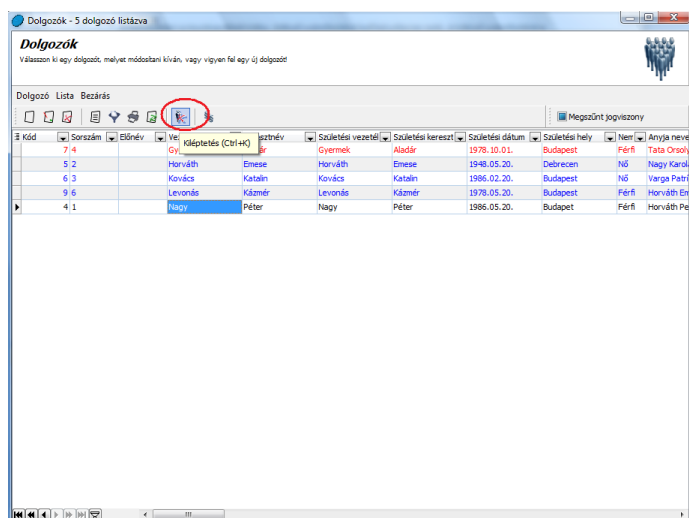 Dolgozók - 5 dolgozó listázva
Dolgozók
Válasszon ki egy dolgozót, melyet módosítani kíván, vagy vigyen fel egy új dolgozót!
Dolgozó Lista Bezárás
Megszűnt jogviszony
Kód Sorszám Előnév Születési vezetél Születési kereszt Születési dátum Születési hely Nem Anyja neve
Kiléptetés (Ctrl+K)
7 4 Gyermek Aladár 1978.10.01. Budapest Férfi Tata Orsoly
5 2 Horváth Emese Horváth Emese 1948.05.20. Debrecen Nő Nagy Karol
6 3 Kovács Katalin Kovács Katalin 1986.02.20. Budapest Nő Varga Patrí
9 6 Levonás Kázmér Levonás Kázmér 1978.05.20. Budapest Férfi Horváth Em
4 1 Nagy Péter Nagy Péter 1986.05.20. Budapet Férfi Horváth Pe